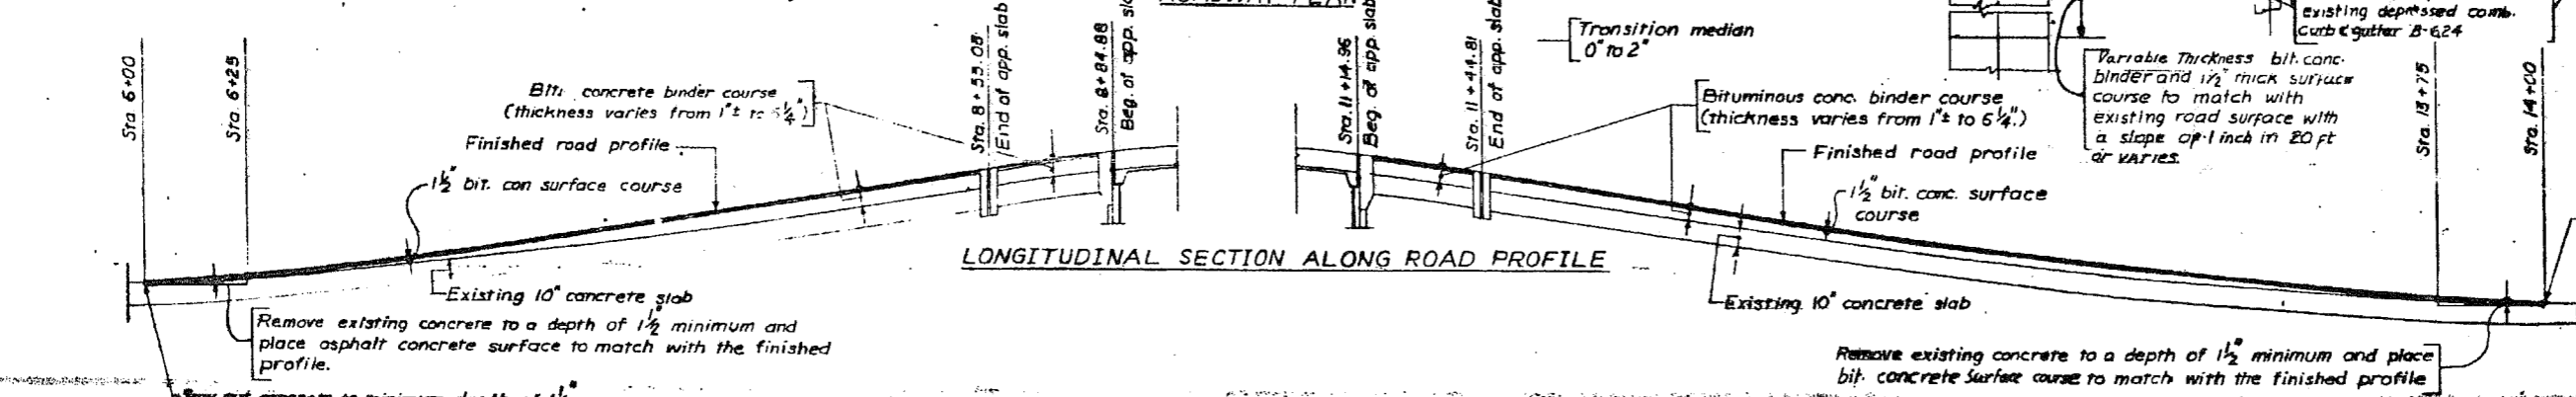 existing depressed comb.
curb & gutter B-624
Transition median
0" to 2"
Sta 6+00
Sta. 6+25
Sta. 8+55.05
End of app. slab
Sta. 8+84.88
Beg. of app.
Sta. 11+14.96
Beg. of app. slab
Sta. 11+44.81
End of app. slab
Sta. 13+75
Sta. 14+00
Variable Thickness bit. conc.
binder and 1½" thick surface
course to match with
existing road surface with
a slope of 1 inch in 20 ft
or varies.
Bit. concrete binder course
(thickness varies from 1"± to 6¼")
Finished road profile
1½" bit. con surface course
Bituminous conc. binder course
(thickness varies from 1"± to 6¼".)
Finished road profile
1½" bit. conc. surface
course
LONGITUDINAL SECTION ALONG ROAD PROFILE
Existing 10" concrete slab
Existing 10" concrete slab
Remove existing concrete to a depth of 1½" minimum and
place asphalt concrete surface to match with the finished
profile.
Remove existing concrete to a depth of 1½" minimum and place
bit. concrete Surface course to match with the finished profile